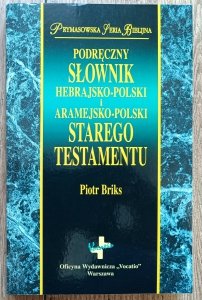 PRYMASOWSKA SERIA BIBLIJNA
PODRĘCZNY
SŁOWNIK
HEBRAJSKO-POLSKI
i
ARAMEJSKO-POLSKI
STAREGO
TESTAMENTU
Piotr Briks
Oficyna Wydawnicza „Vocatio”
Warszawa